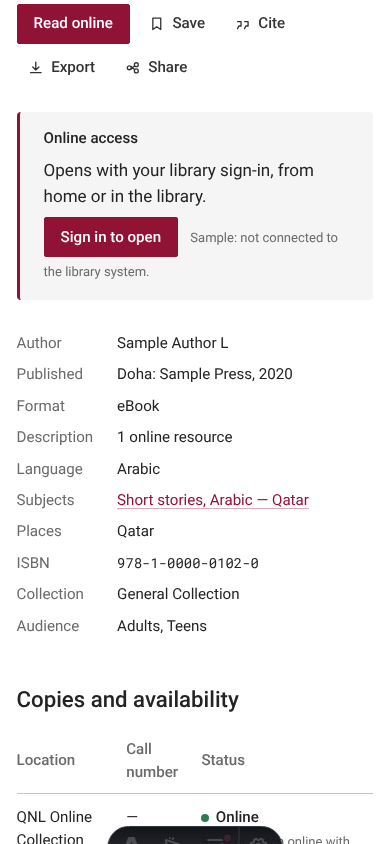 Read online
Save
Cite
Export
Share
Online access
Opens with your library sign-in, from
home or in the library.
Sign in to open
Sample: not connected to
the library system.
Author Sample Author L
Published Doha: Sample Press, 2020
Format eBook
Description 1 online resource
Language Arabic
Subjects Short stories, Arabic — Qatar
Places Qatar
ISBN 978-1-0000-0102-0
Collection General Collection
Audience Adults, Teens
Copies and availability
Location Call number Status
QNL Online — Online
Collection online with